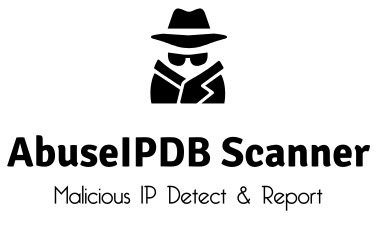 AbuseIPDB Scanner
Malicious IP Detect & Report